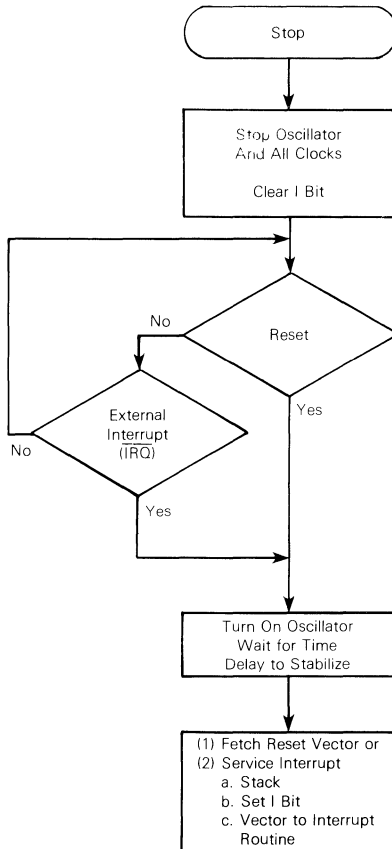 Stop
Stop Oscillator
And All Clocks
Clear I Bit
No
Reset
Yes
External
Interrupt
(I̅R̅Q̅)
No
Yes
Turn On Oscillator
Wait for Time
Delay to Stabilize
(1) Fetch Reset Vector or
(2) Service Interrupt
a. Stack
b. Set I Bit
c. Vector to Interrupt
Routine